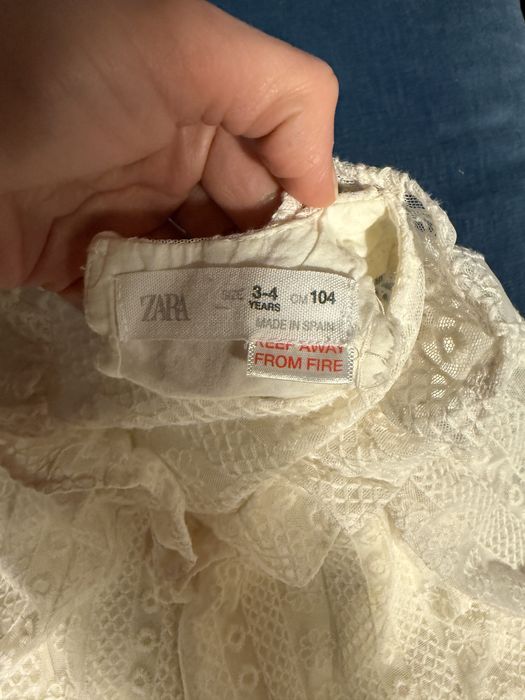 ZARA
SIZE 3-4 YEARS CM 104
MADE IN SPAIN
KEEP AWAY
FROM FIRE